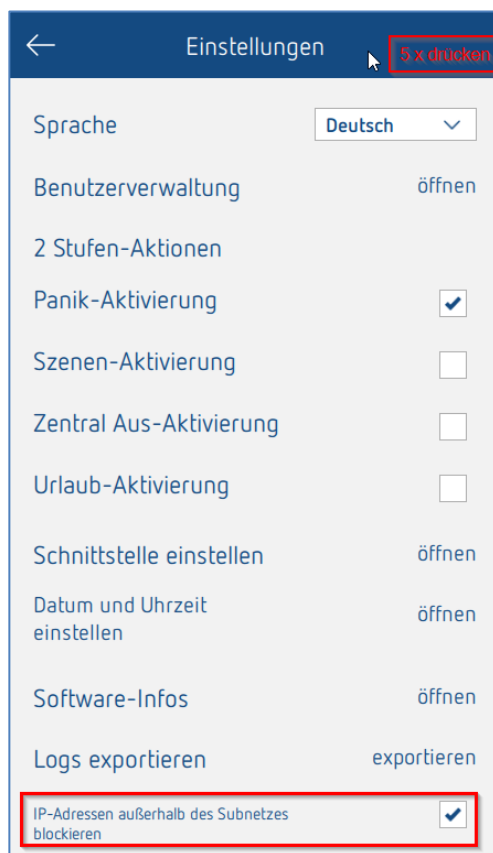 Einstellungen
5 x drücken
Sprache
Deutsch
Benutzerverwaltung
öffnen
2 Stufen-Aktionen
Panik-Aktivierung
Szenen-Aktivierung
Zentral Aus-Aktivierung
Urlaub-Aktivierung
Schnittstelle einstellen
öffnen
Datum und Uhrzeit
einstellen
öffnen
Software-Infos
öffnen
Logs exportieren
exportieren
IP-Adressen außerhalb des Subnetzes
blockieren